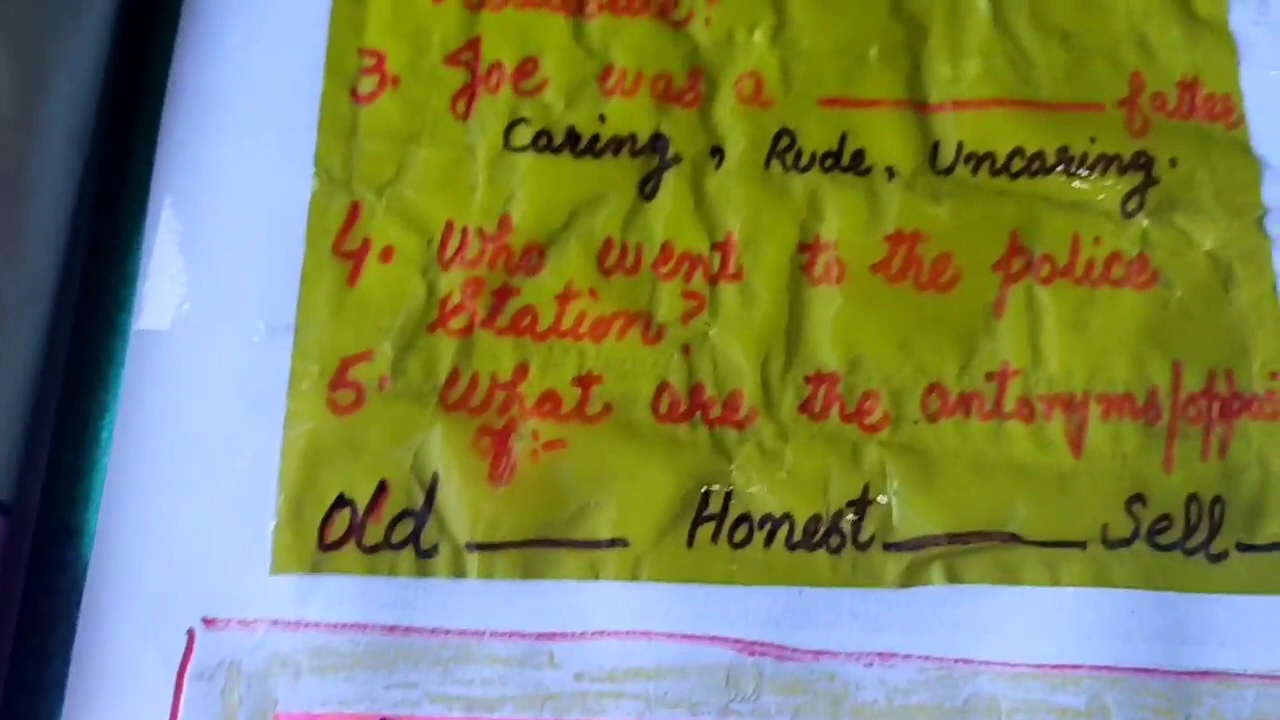 3. Joe was a ________ father
Caring, Rude, Uncaring.
4. Who went to the police
Station?
5. What are the antonyms/
of:-
Old ____ Honest ____ Sell